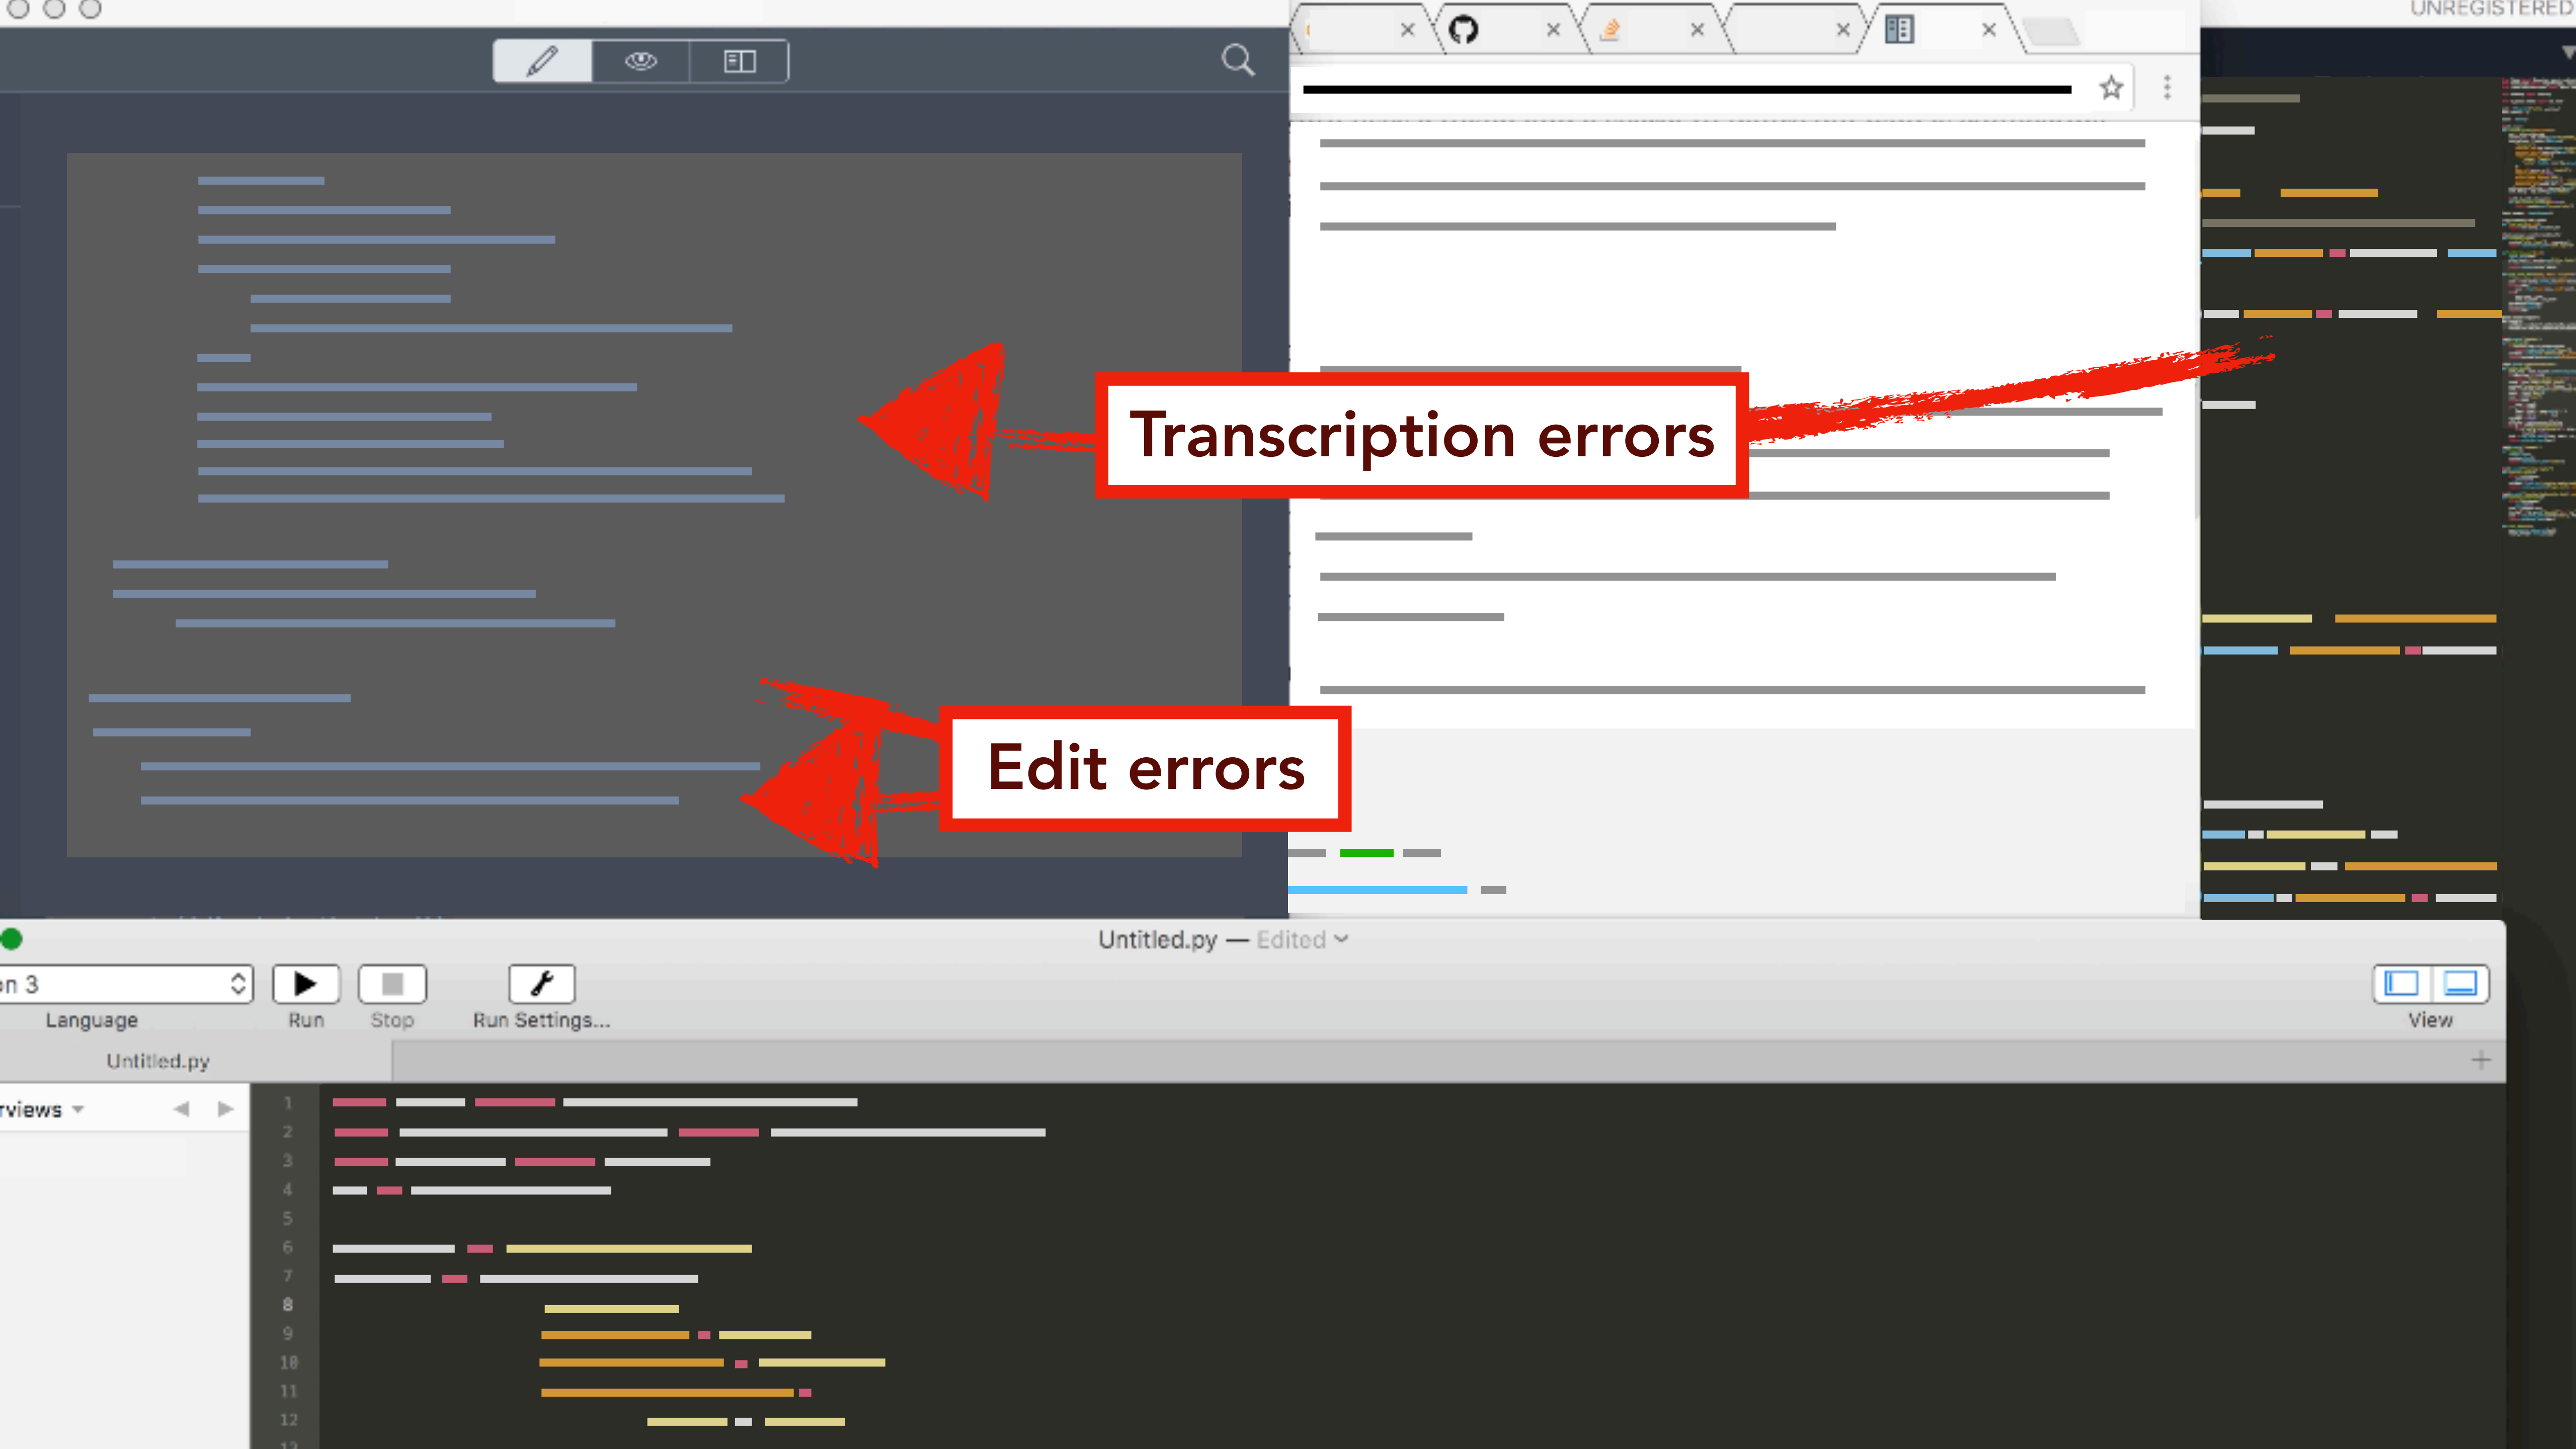 UNREGISTERED
Transcription errors
Edit errors
Untitled.py — Edited
on 3
Language
Run
Stop
Run Settings...
View
Untitled.py
rviews
1
2
3
4
5
6
7
8
9
10
11
12